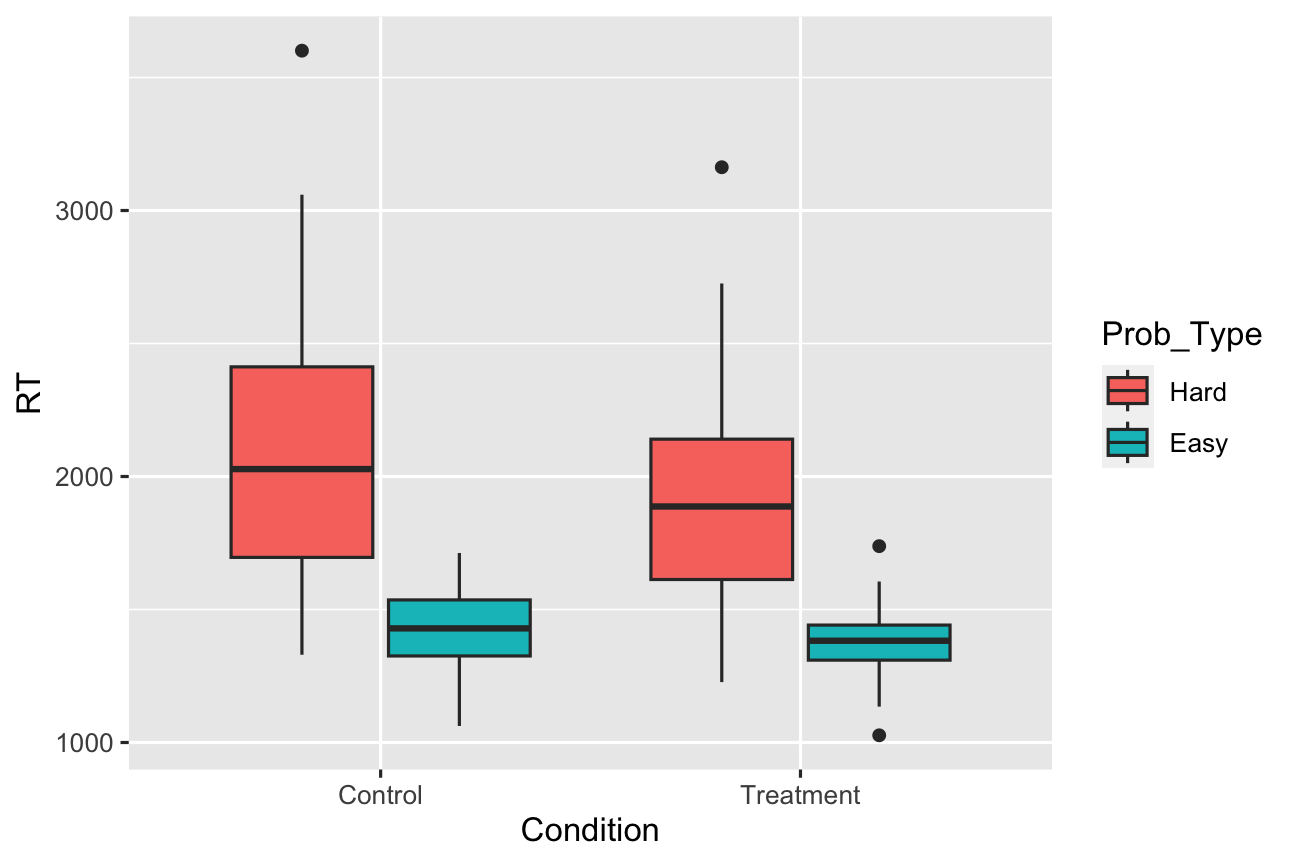 3000
2000
1000
RT
Control
Treatment
Condition
Prob_Type
Hard
Easy